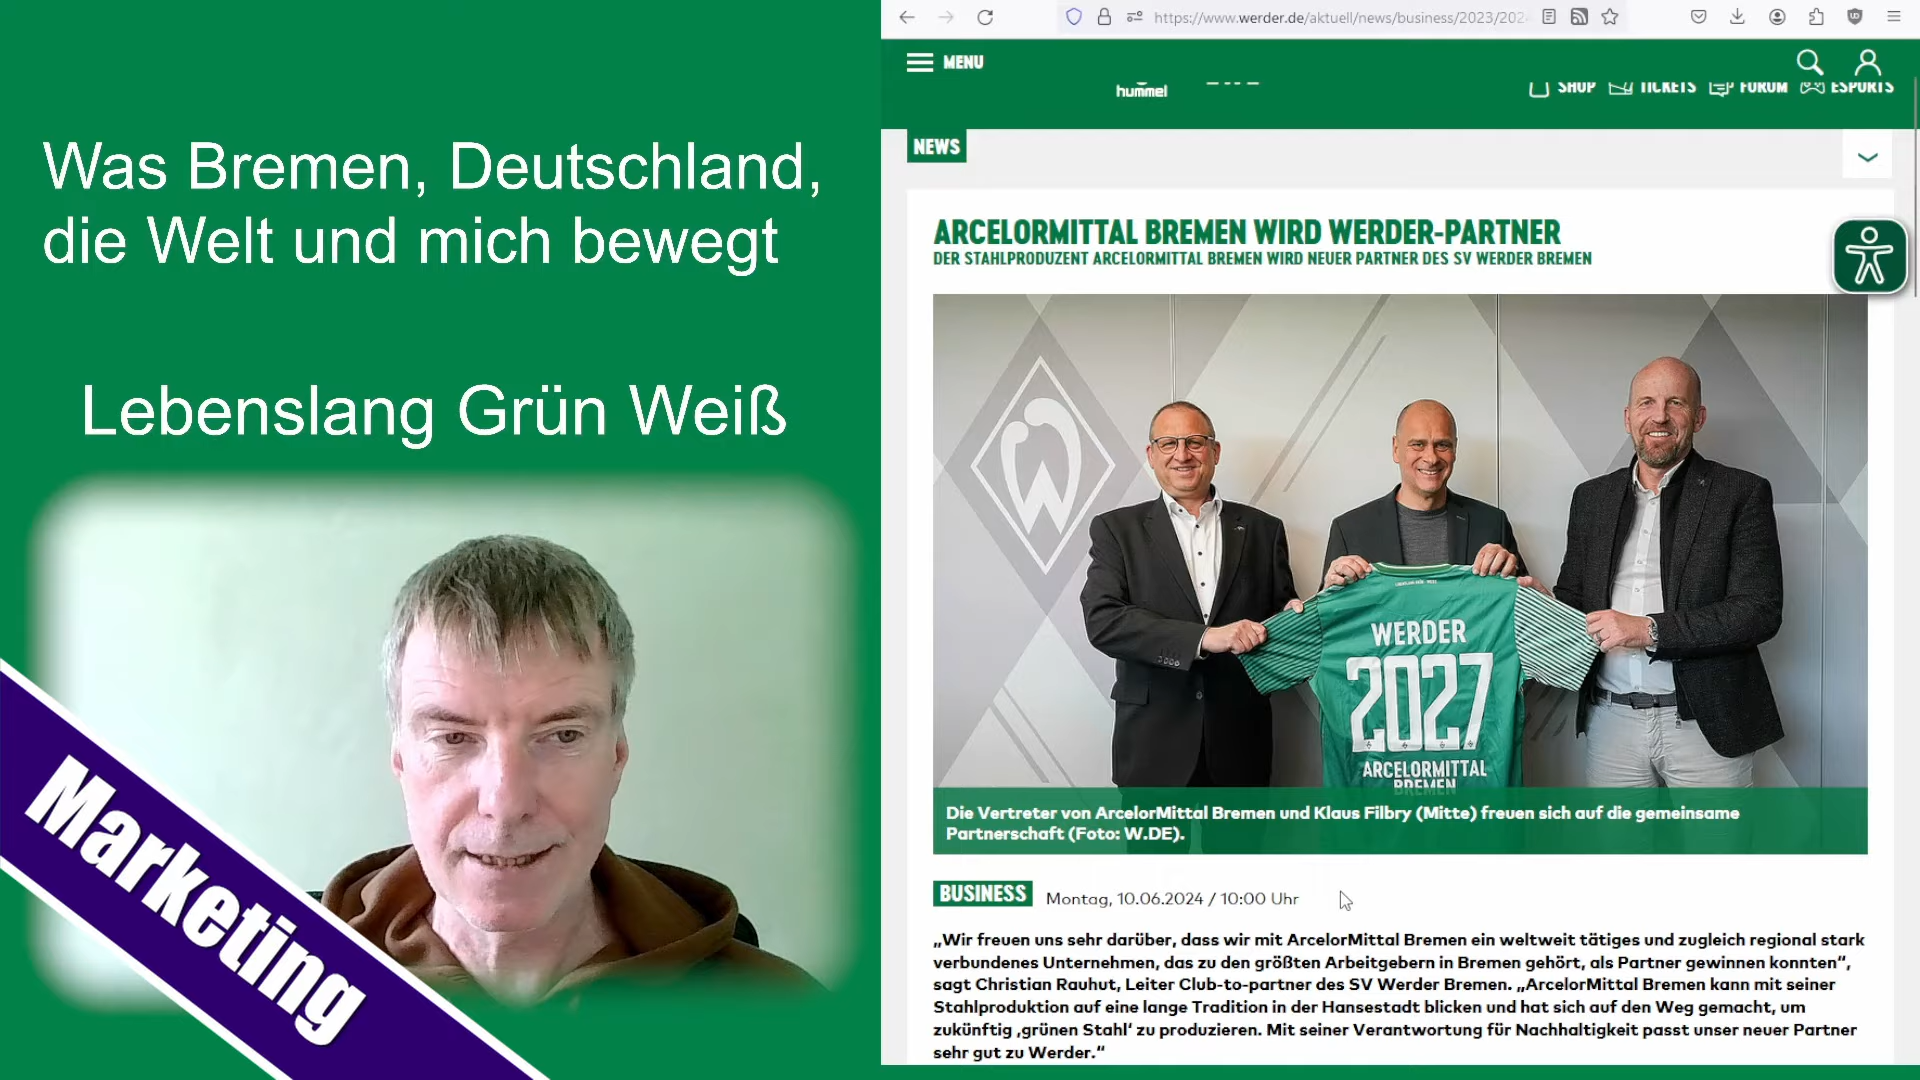 Was Bremen, Deutschland,
die Welt und mich bewegt
Lebenslang Grün Weiß
Marketing
https://www.werder.de/aktuell/news/business/2023/202
MENU
hummel
SHOP TICKETS FORUM ESPORTS
NEWS
ARCELORMITTAL BREMEN WIRD WERDER-PARTNER
DER STAHLPRODUZENT ARCELORMITTAL BREMEN WIRD NEUER PARTNER DES SV WERDER BREMEN
WERDER
2027
ARCELORMITTAL
BREMEN
Die Vertreter von ArcelorMittal Bremen und Klaus Filbry (Mitte) freuen sich auf die gemeinsame
Partnerschaft (Foto: W.DE).
BUSINESS Montag, 10.06.2024 / 10:00 Uhr
„Wir freuen uns sehr darüber, dass wir mit ArcelorMittal Bremen ein weltweit tätiges und zugleich regional stark
verbundenes Unternehmen, das zu den größten Arbeitgebern in Bremen gehört, als Partner gewinnen konnten“,
sagt Christian Rauhut, Leiter Club-to-partner des SV Werder Bremen. „ArcelorMittal Bremen kann mit seiner
Stahlproduktion auf eine lange Tradition in der Hansestadt blicken und hat sich auf den Weg gemacht, um
zukünftig ‚grünen Stahl‘ zu produzieren. Mit seiner Verantwortung für Nachhaltigkeit passt unser neuer Partner
sehr gut zu Werder.“